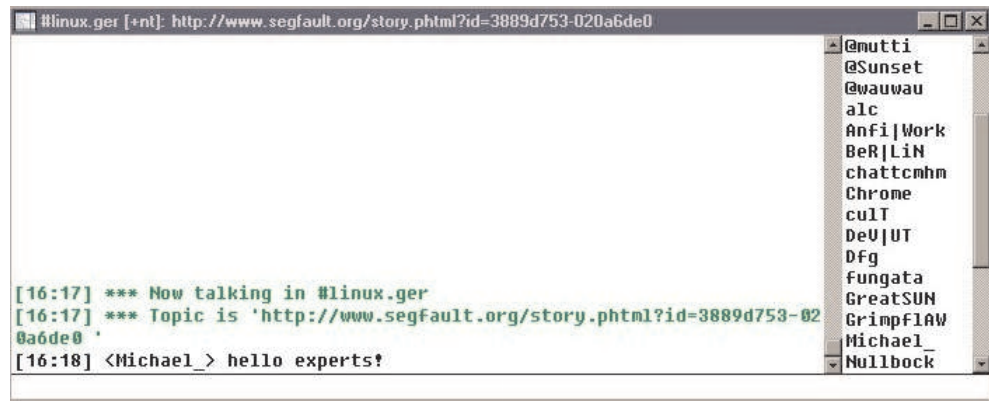 #linux.ger [+nt]: http://www.segfault.org/story.phtml?id=3889d753-020a6de0
[16:17] *** Now talking in #linux.ger
[16:17] *** Topic is 'http://www.segfault.org/story.phtml?id=3889d753-02
0a6de0 '
[16:18] <Michael_> hello experts!
@mutti
@Sunset
@wauwau
alc
Anfi|Work
BeR|LiN
chattcmhm
Chrome
culT
DeV|UT
Dfg
fungata
GreatSUN
GrimpflAW
Michael_
Nullbock